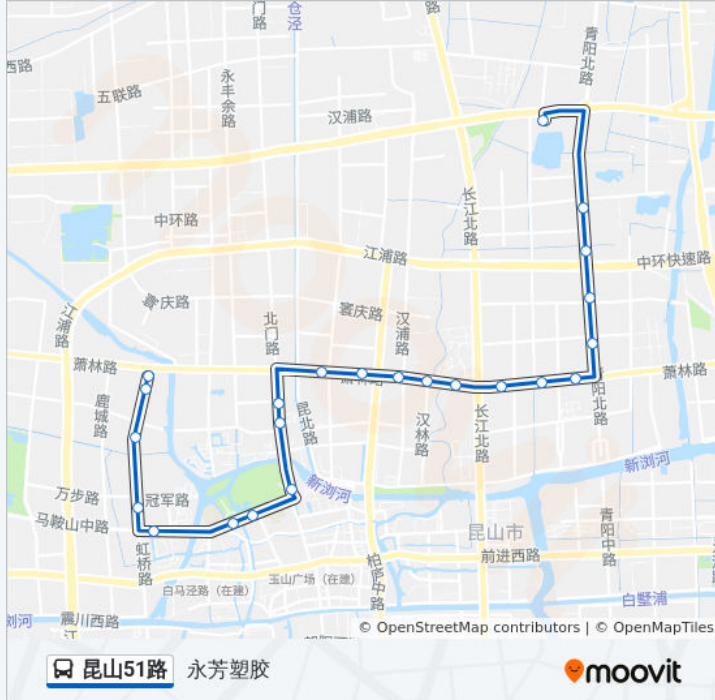 门路
仓泾
路
青阳北路
西路
五联路
永丰余路
汉浦路
中环路
长江北路
江浦路
中环快速路
庆路
江浦路
北门路
寰庆路
汉浦路
萧林路
萧林路
萧林路
鹿城路
昆北路
汉林路
长江北路
青阳北路
新浏河
新浏河
万步路
冠军路
马鞍山中路
昆山市
青阳中路
前进西路
虹桥路
白马泾路（在建）
玉山广场（在建）
柏庐中路
白墅浦
浏河
震川西路
江
© OpenStreetMap contributors | © OpenMapTiles
昆山51路
永芳塑胶
moovit